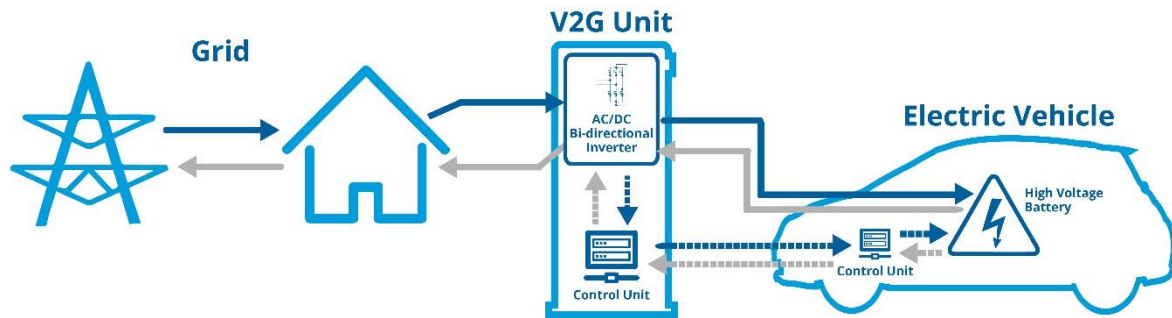 V2G Unit
Grid
AC/DC
Bi-directional
Inverter
Electric Vehicle
High Voltage
Battery
Control Unit
Control Unit